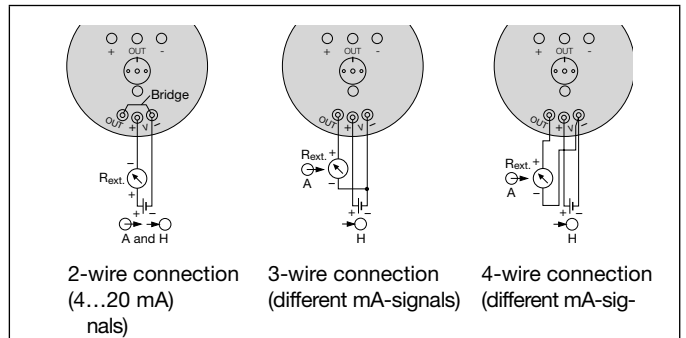 + OUT -
Bridge
OUT + V -
-
Rext.
+
+ -
A and H
2-wire connection
(4…20 mA)
nals)
+ OUT -
OUT + V -
Rext. +
A
-
+ -
H
3-wire connection
(different mA-signals)
+ OUT -
OUT + V -
Rext. +
A
-
+ -
H
4-wire connection
(different mA-sig-